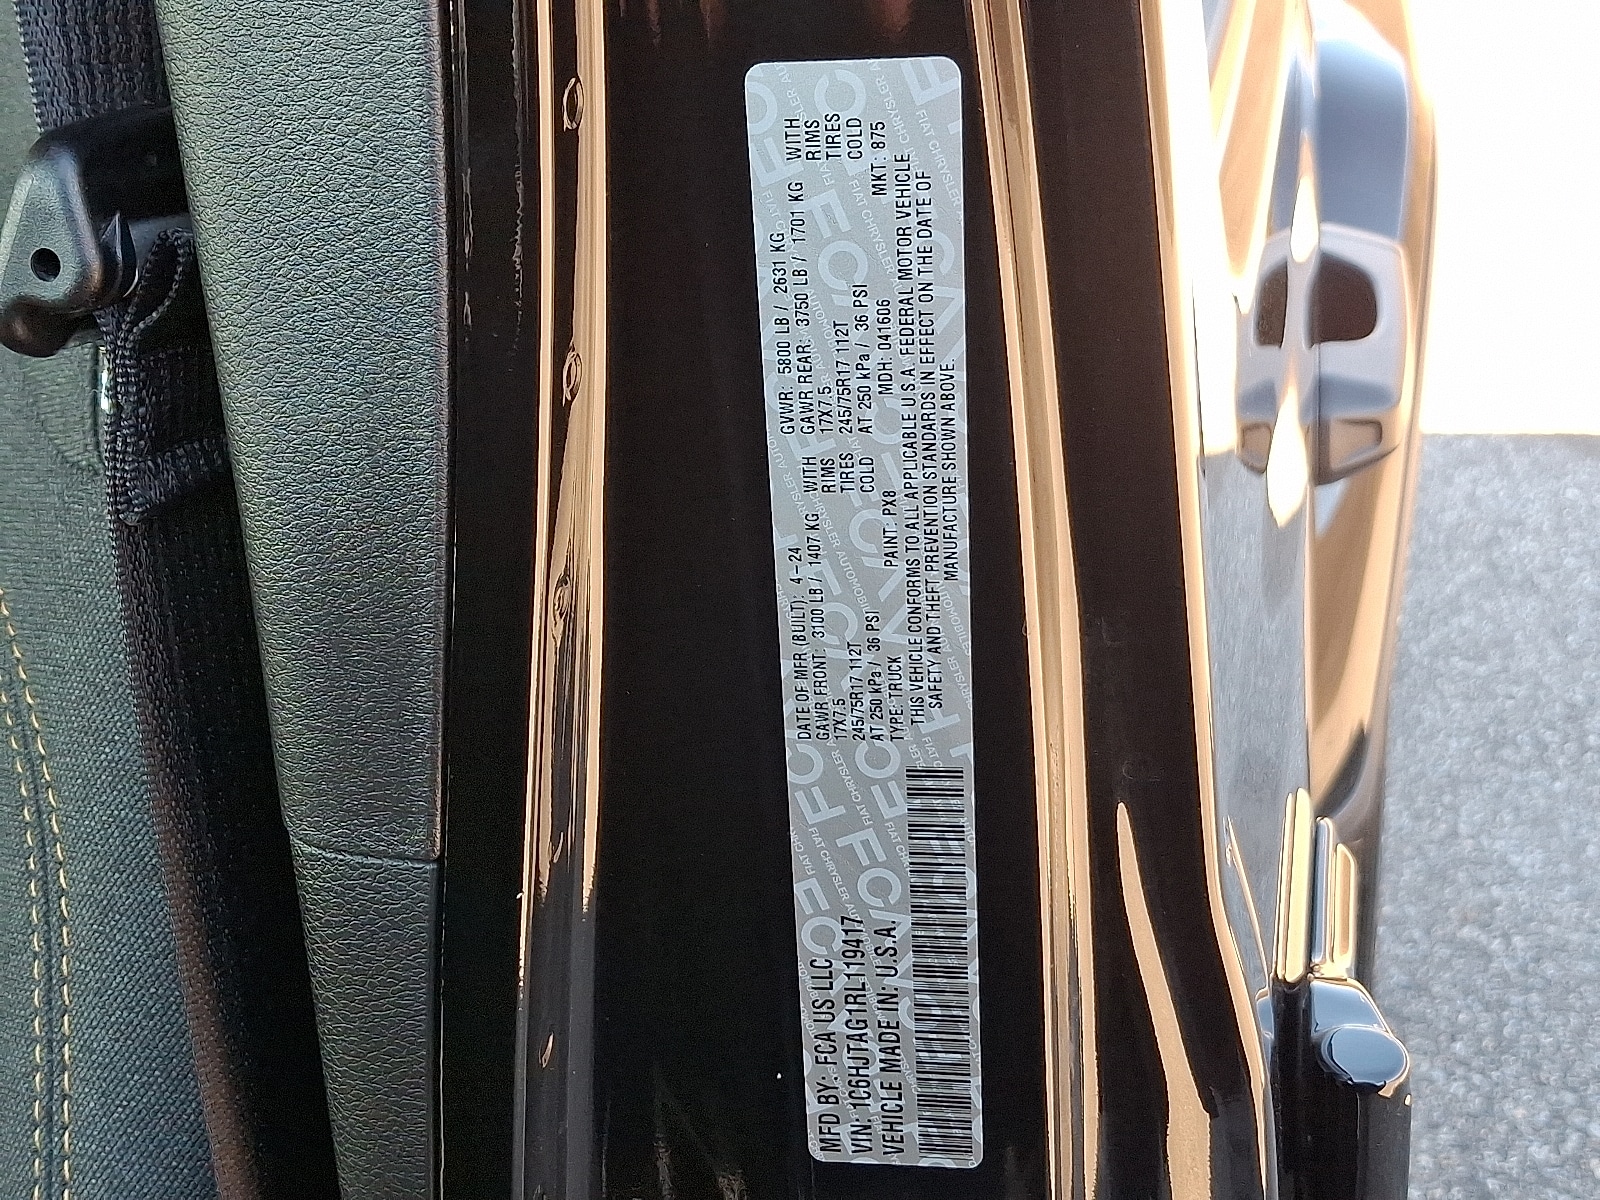 MFD BY: FCA US LLC
VIN: 1C6HJTAG1RL119417
VEHICLE MADE IN: U.S.A.
DATE OF MFR (BUILT): 4-24 GVWR: 5800 LB / 2631 KG
GAWR FRONT: 3100 LB / 1407 KG WITH GAWR REAR: 3750 LB / 1701 KG WITH
17X7.5 RIMS 17X7.5 RIMS
245/75R17 112T TIRES 245/75R17 112T TIRES
AT 250 kPa / 36 PSI COLD AT 250 kPa / 36 PSI COLD
TYPE: TRUCK PAINT: PX8 MDH: 041606 MKT: 875
THIS VEHICLE CONFORMS TO ALL APPLICABLE U.S.A. FEDERAL MOTOR VEHICLE
SAFETY AND THEFT PREVENTION STANDARDS IN EFFECT ON THE DATE OF
MANUFACTURE SHOWN ABOVE.